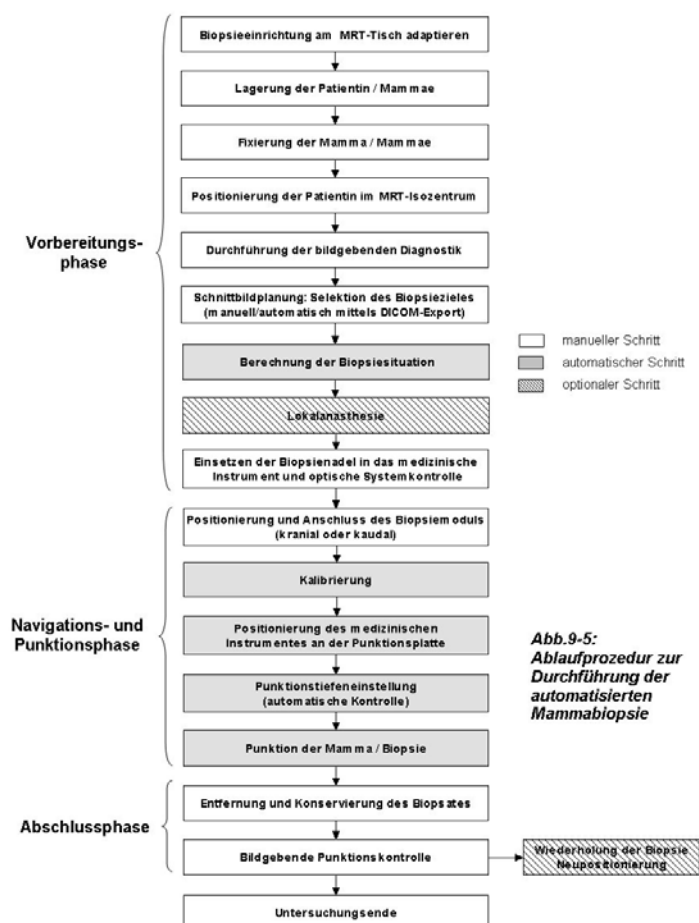 Biopsieeinrichtung am MRT-Tisch adaptieren
Lagerung der Patientin / Mammae
Fixierung der Mamma / Mammae
Positionierung der Patientin im MRT-Isozentrum
Vorbereitungs-
phase
Durchführung der bildgebenden Diagnostik
Schnittbildplanung: Selektion des Biopsiezieles
(manuell/automatisch mittels DICOM-Export)
Berechnung der Biopsiesituation
Lokalanästhesie
Einsetzen der Biopsienadel in das medizinische
Instrument und optische Systemkontrolle
manueller Schritt
automatischer Schritt
optionaler Schritt
Positionierung und Anschluss des Biopsiemoduls
(kranial oder kaudal)
Kalibrierung
Navigations- und
Punktionsphase
Positionierung des medizinischen
Instrumentes an der Punktionsplatte
Punktionstiefeneinstellung
(automatische Kontrolle)
Punktion der Mamma / Biopsie
Abb.9-5:
Ablaufprozedur zur
Durchführung der
automatisierten
Mammabiopsie
Abschlussphase
Entfernung und Konservierung des Biopsates
Bildgebende Punktionskontrolle
Wiederholung der Biopsie
Neupositionierung
Untersuchungsende